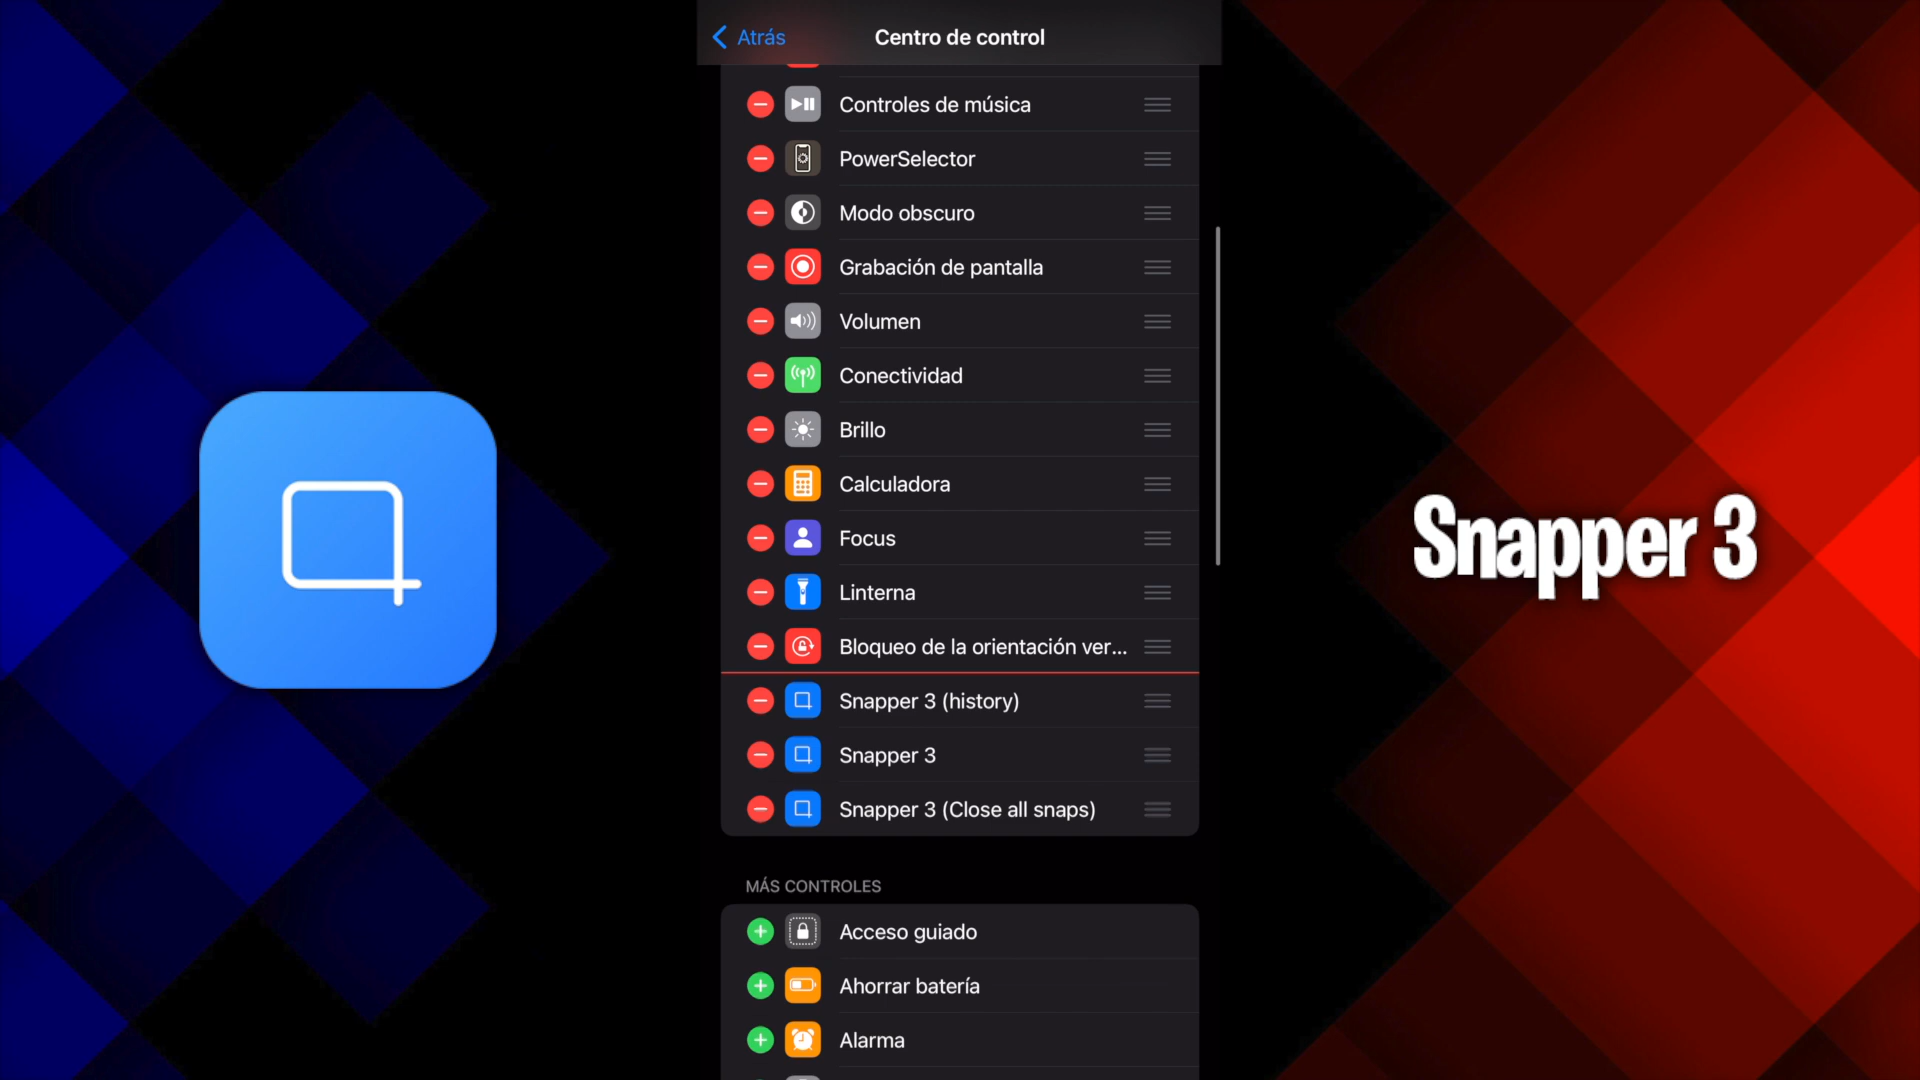 Atrás
Centro de control
Controles de música
PowerSelector
Modo obscuro
Grabación de pantalla
Volumen
Conectividad
Brillo
Calculadora
Focus
Linterna
Bloqueo de la orientación ver...
Snapper 3 (history)
Snapper 3
Snapper 3 (Close all snaps)
MÁS CONTROLES
Acceso guiado
Ahorrar batería
Alarma
Snapper 3